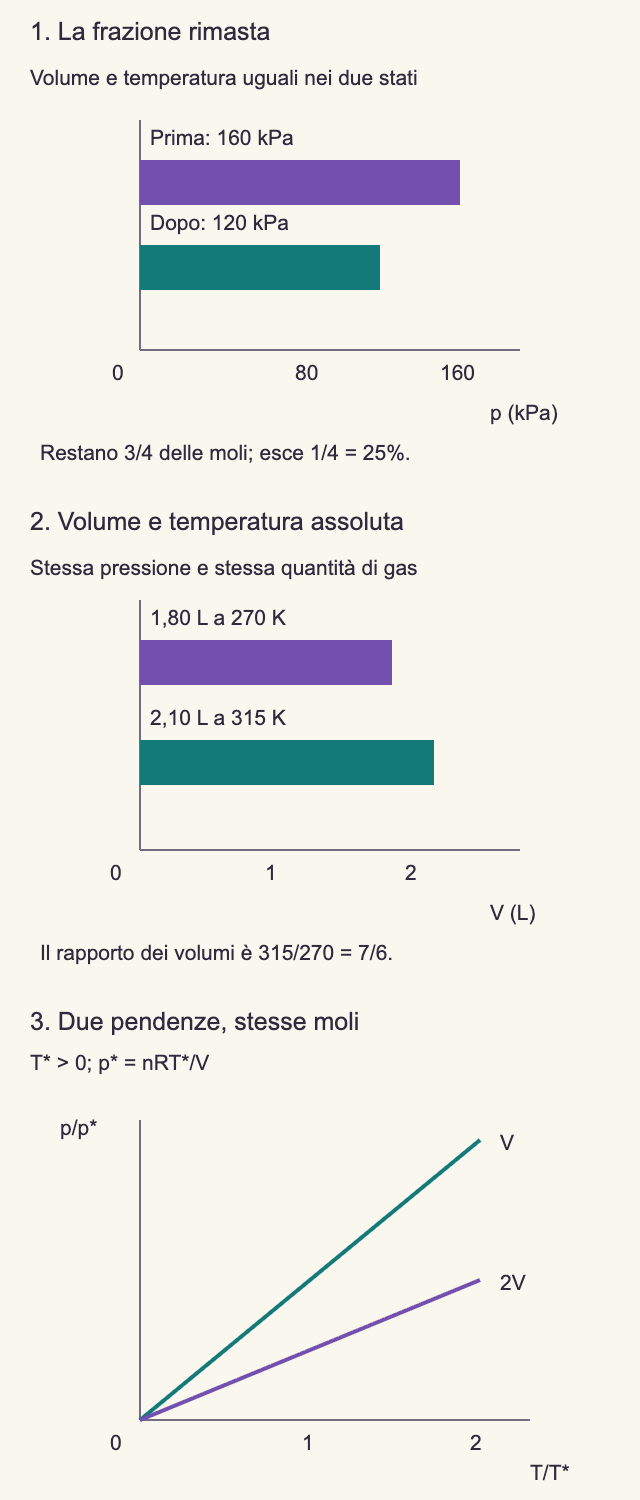 1. La frazione rimasta
Volume e temperatura uguali nei due stati
Prima: 160 kPa
Dopo: 120 kPa
0 80 160
p (kPa)
Restano 3/4 delle moli; esce 1/4 = 25%.
2. Volume e temperatura assoluta
Stessa pressione e stessa quantità di gas
1,80 L a 270 K
2,10 L a 315 K
0 1 2
V (L)
Il rapporto dei volumi è 315/270 = 7/6.
3. Due pendenze, stesse moli
T* > 0; p* = nRT*/V
p/p*
V
2V
0 1 2
T/T*